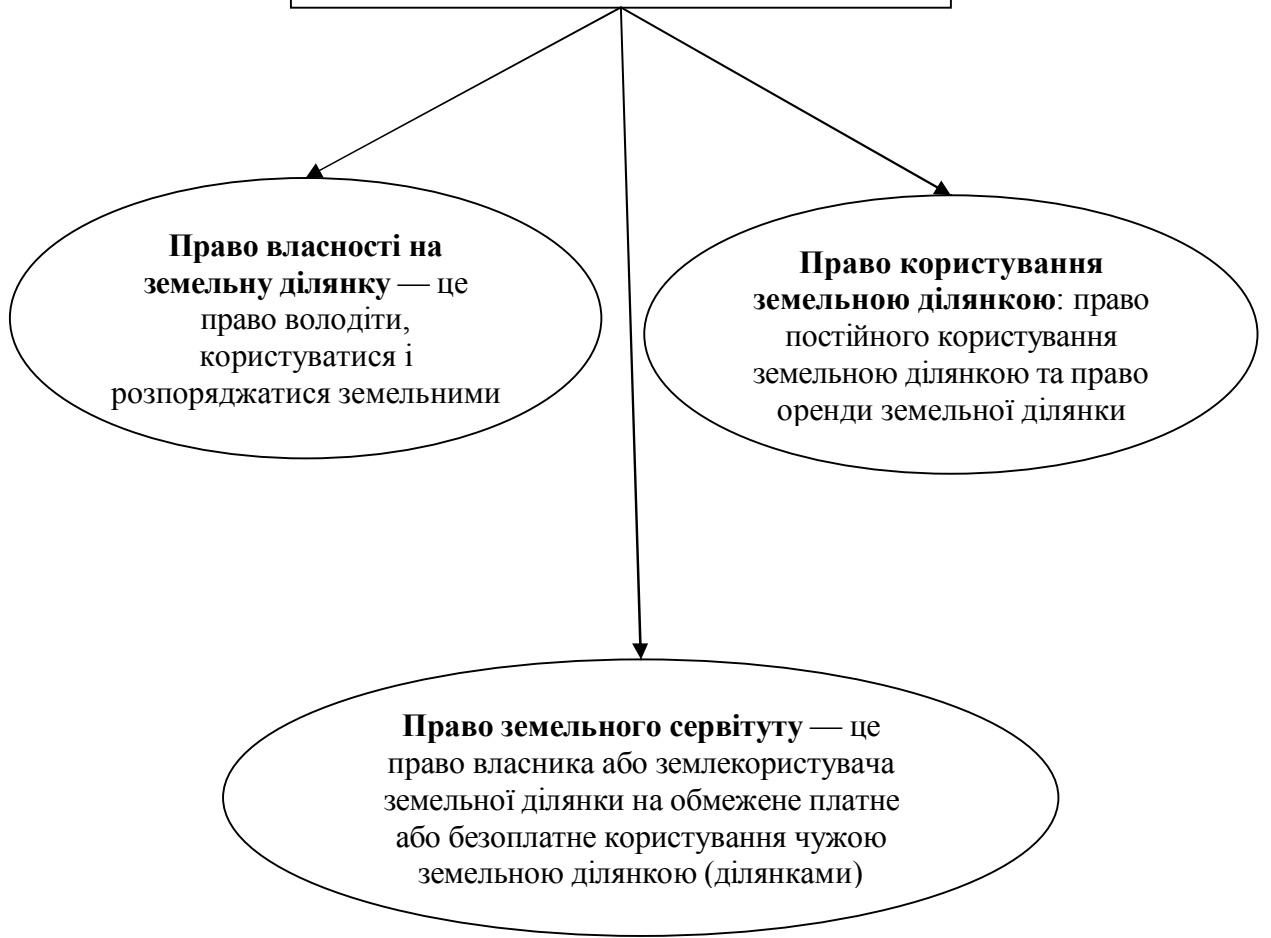 Право власності на
земельну ділянку — це
право володіти,
користуватися і
розпоряджатися земельними
Право користування
земельною ділянкою: право
постійного користування
земельною ділянкою та право
оренди земельної ділянки
Право земельного сервітуту — це
право власника або землекористувача
земельної ділянки на обмежене платне
або безоплатне користування чужою
земельною ділянкою (ділянками)